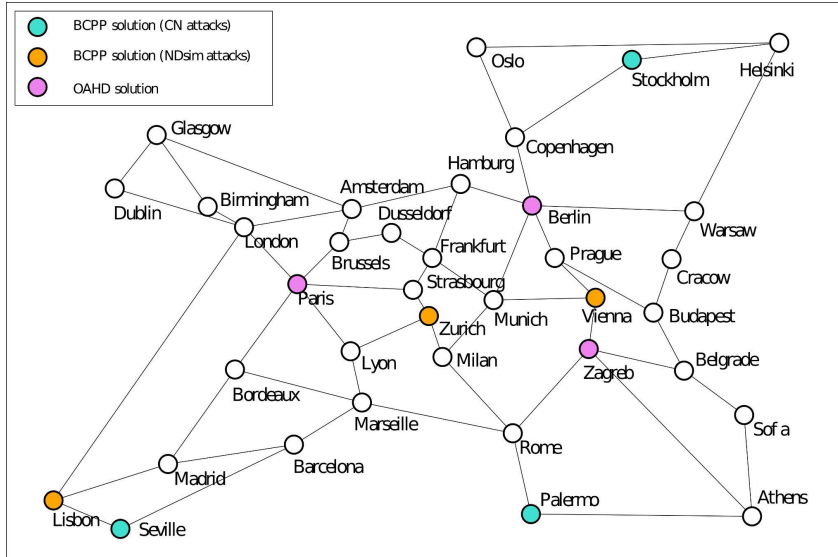 BCPP solution (CN attacks)
BCPP solution (NDsim attacks)
OAHD solution
Oslo
Stockholm
Helsinki
Glasgow
Copenhagen
Hamburg
Dublin
Birmingham
Amsterdam
Dusseldorf
Berlin
London
Warsaw
Brussels
Frankfurt
Prague
Cracow
Strasbourg
Paris
Munich
Vienna
Budapest
Zurich
Lyon
Milan
Zagreb
Belgrade
Bordeaux
Marseille
Sofa
Rome
Barcelona
Madrid
Palermo
Athens
Lisbon
Seville